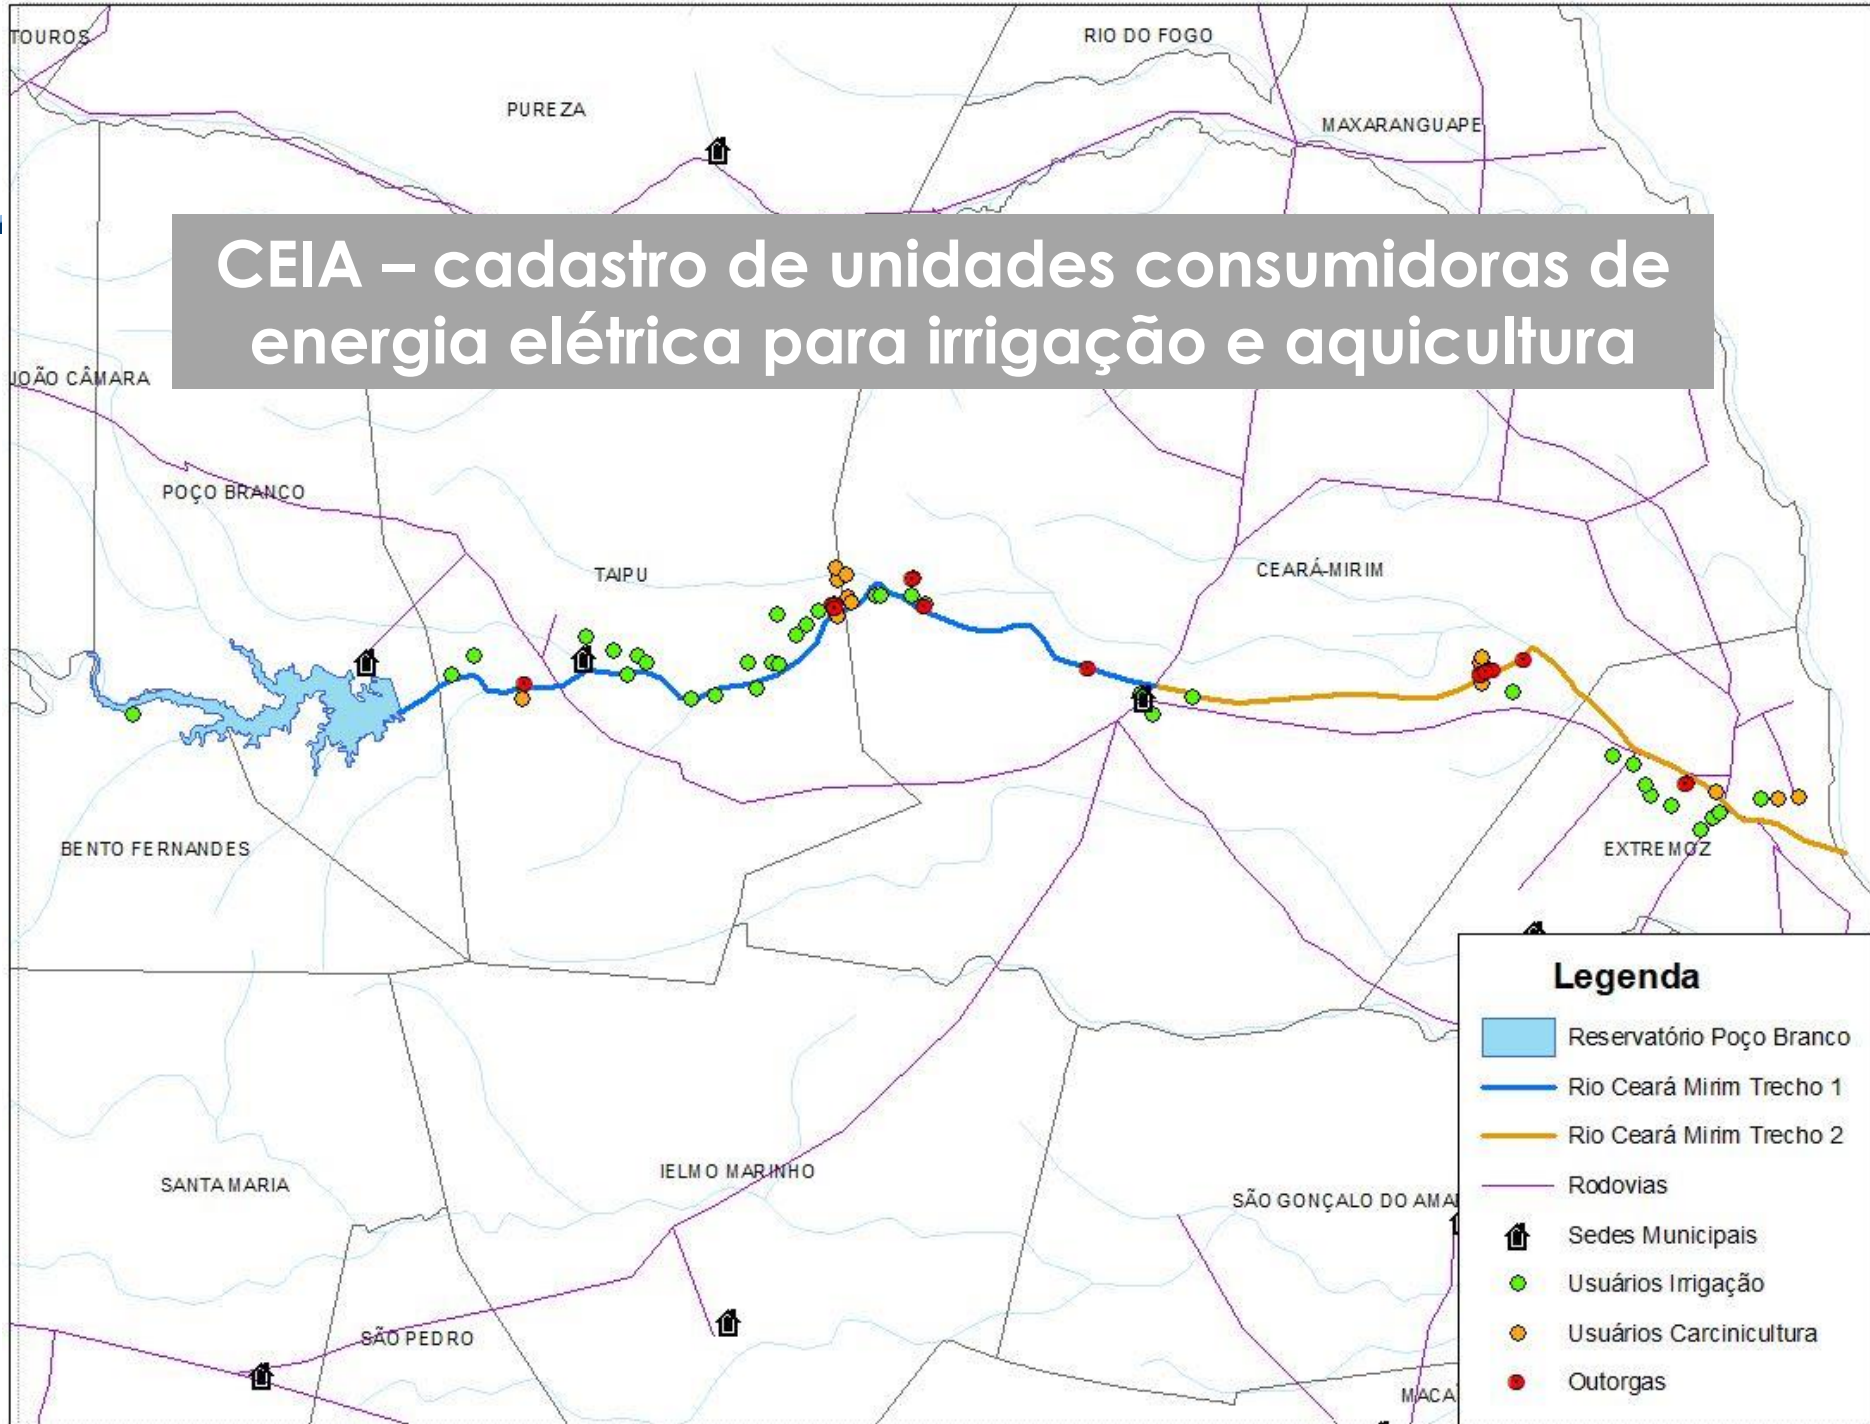 TOUROS
RIO DO FOGO
PUREZA
MAXARANGUAPE
CEIA – cadastro de unidades consumidoras de
energia elétrica para irrigação e aquicultura
JOÃO CÂMARA
POÇO BRANCO
TAIPU
CEARÁ-MIRIM
BENTO FERNANDES
EXTREMOZ
Legenda
Reservatório Poço Branco
Rio Ceará Mirim Trecho 1
Rio Ceará Mirim Trecho 2
Rodovias
Sedes Municipais
Usuários Irrigação
Usuários Carcinicultura
Outorgas
SANTA MARIA
IELMO MARINHO
SÃO GONÇALO DO AMA
SÃO PEDRO
MACA